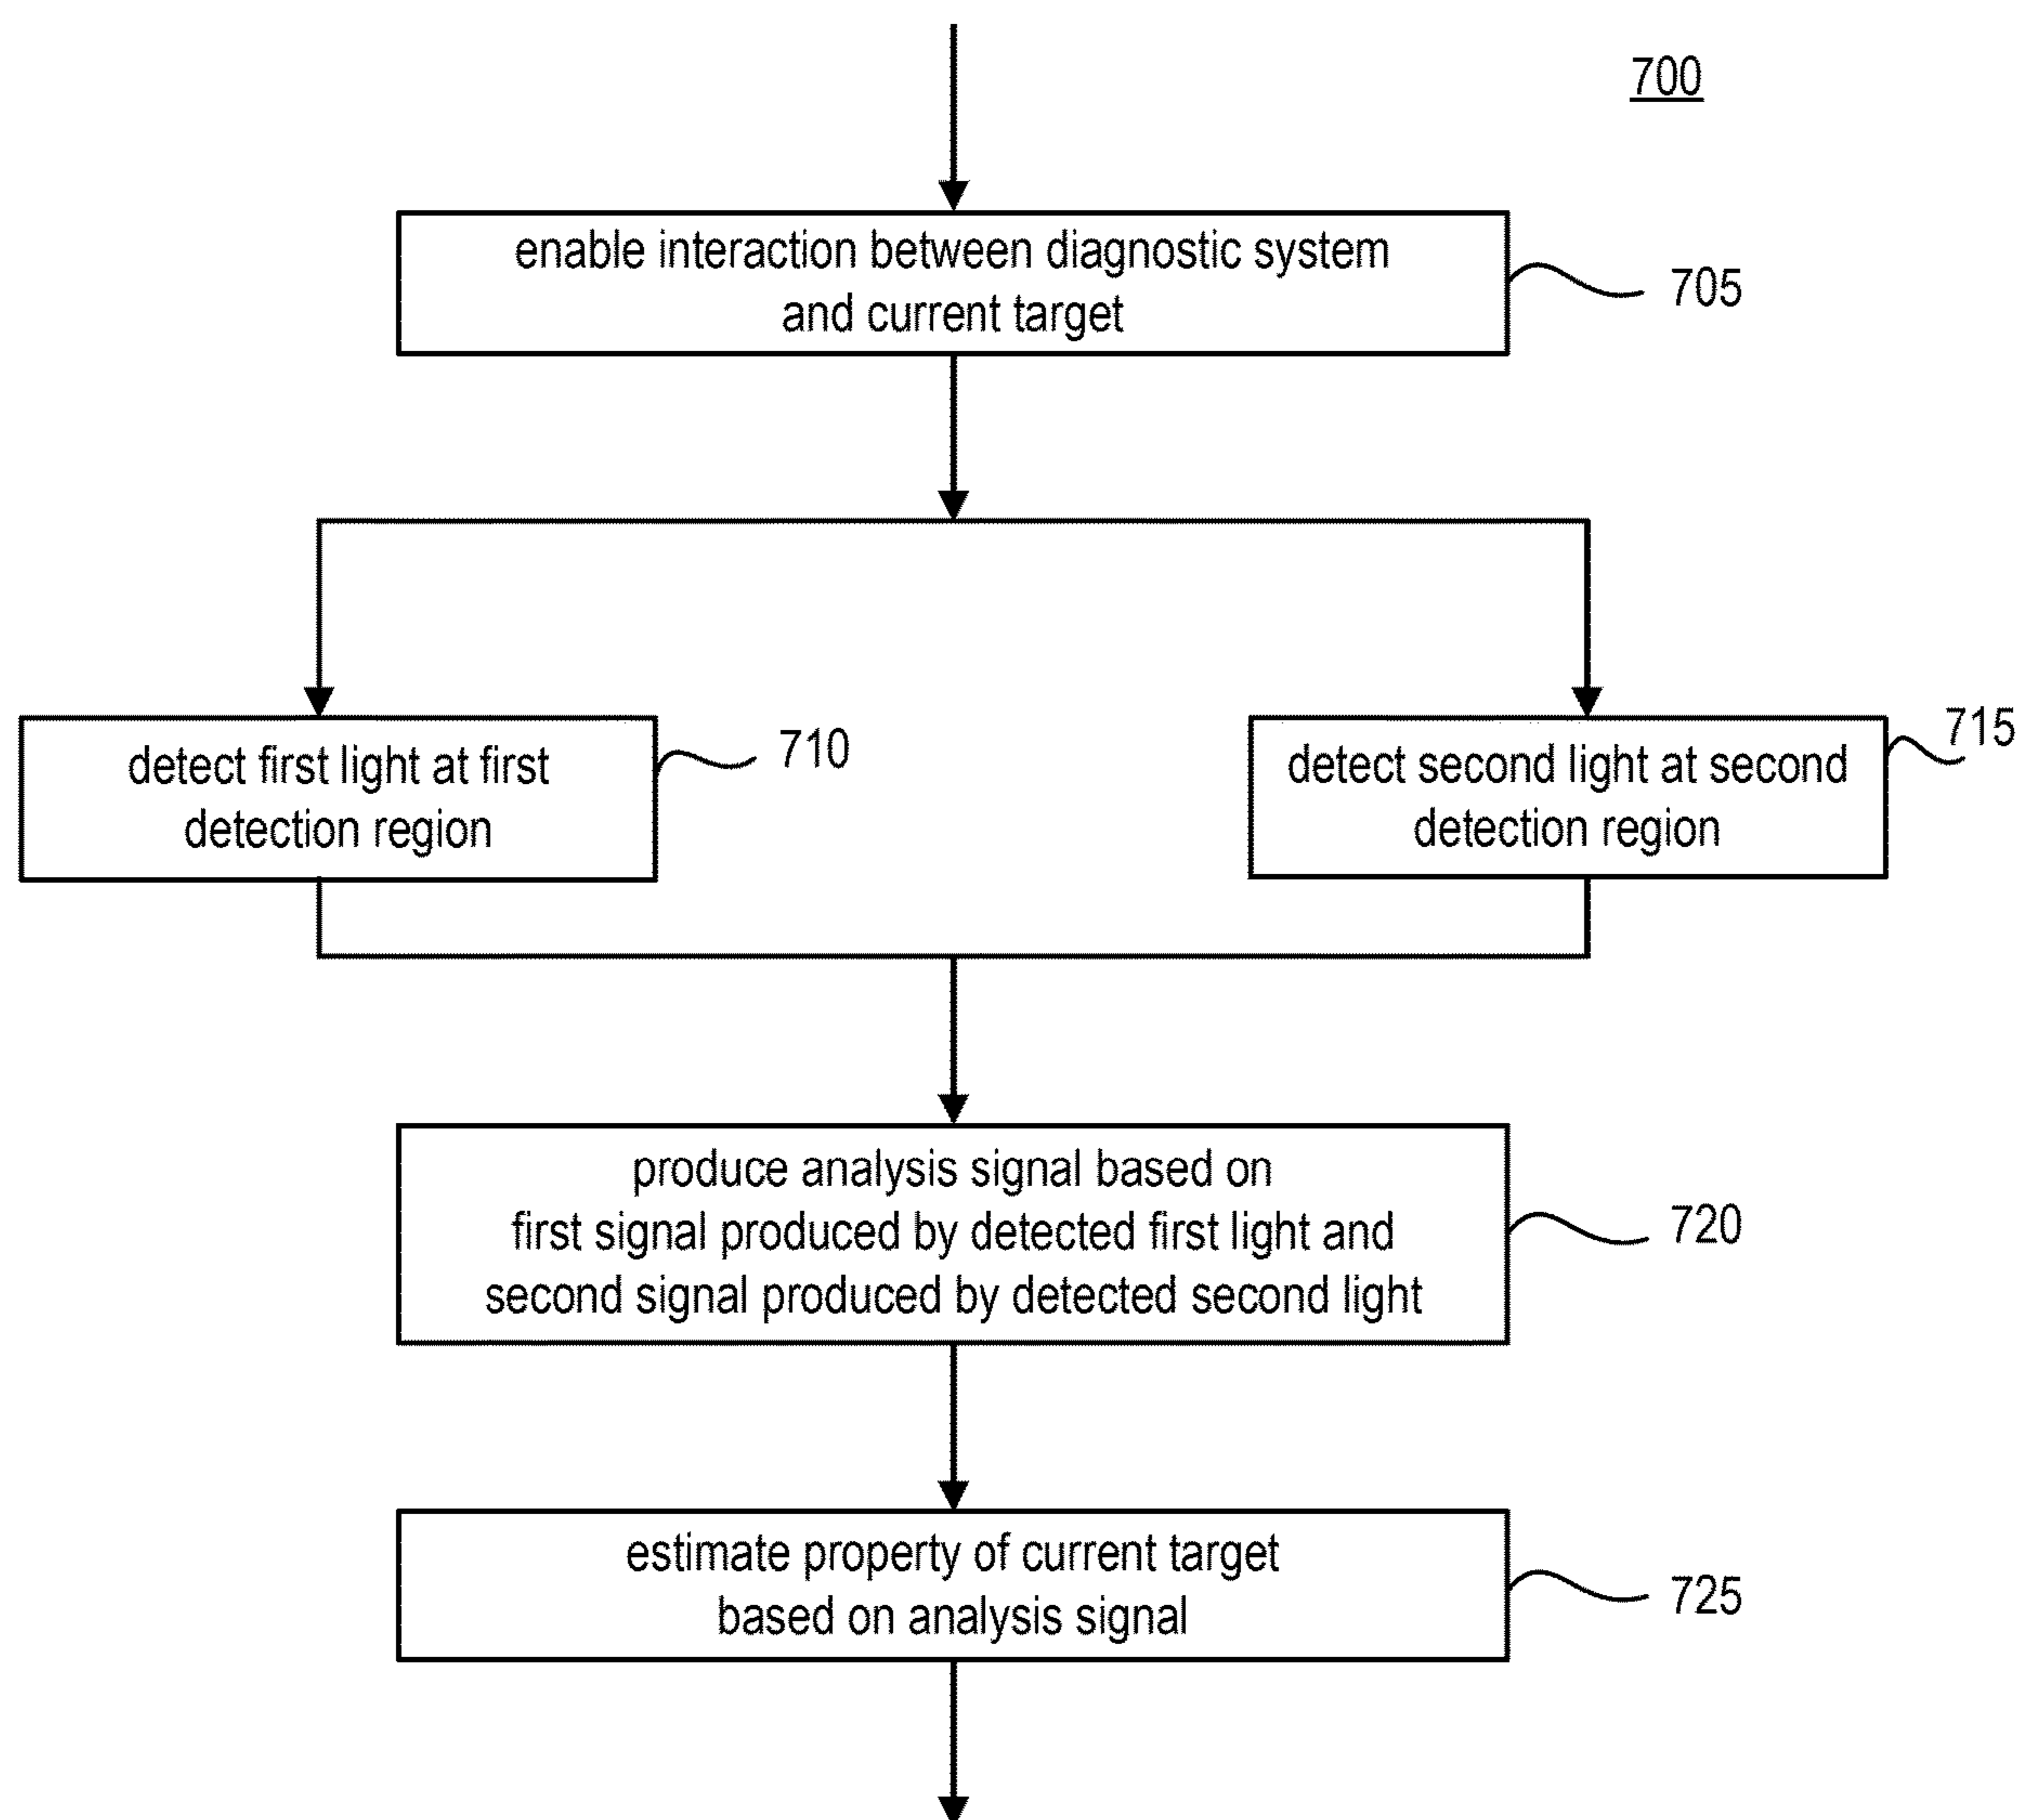 700
enable interaction between diagnostic system
and current target
705
detect first light at first
detection region
710
detect second light at second
detection region
715
produce analysis signal based on
first signal produced by detected first light and
second signal produced by detected second light
720
estimate property of current target
based on analysis signal
725